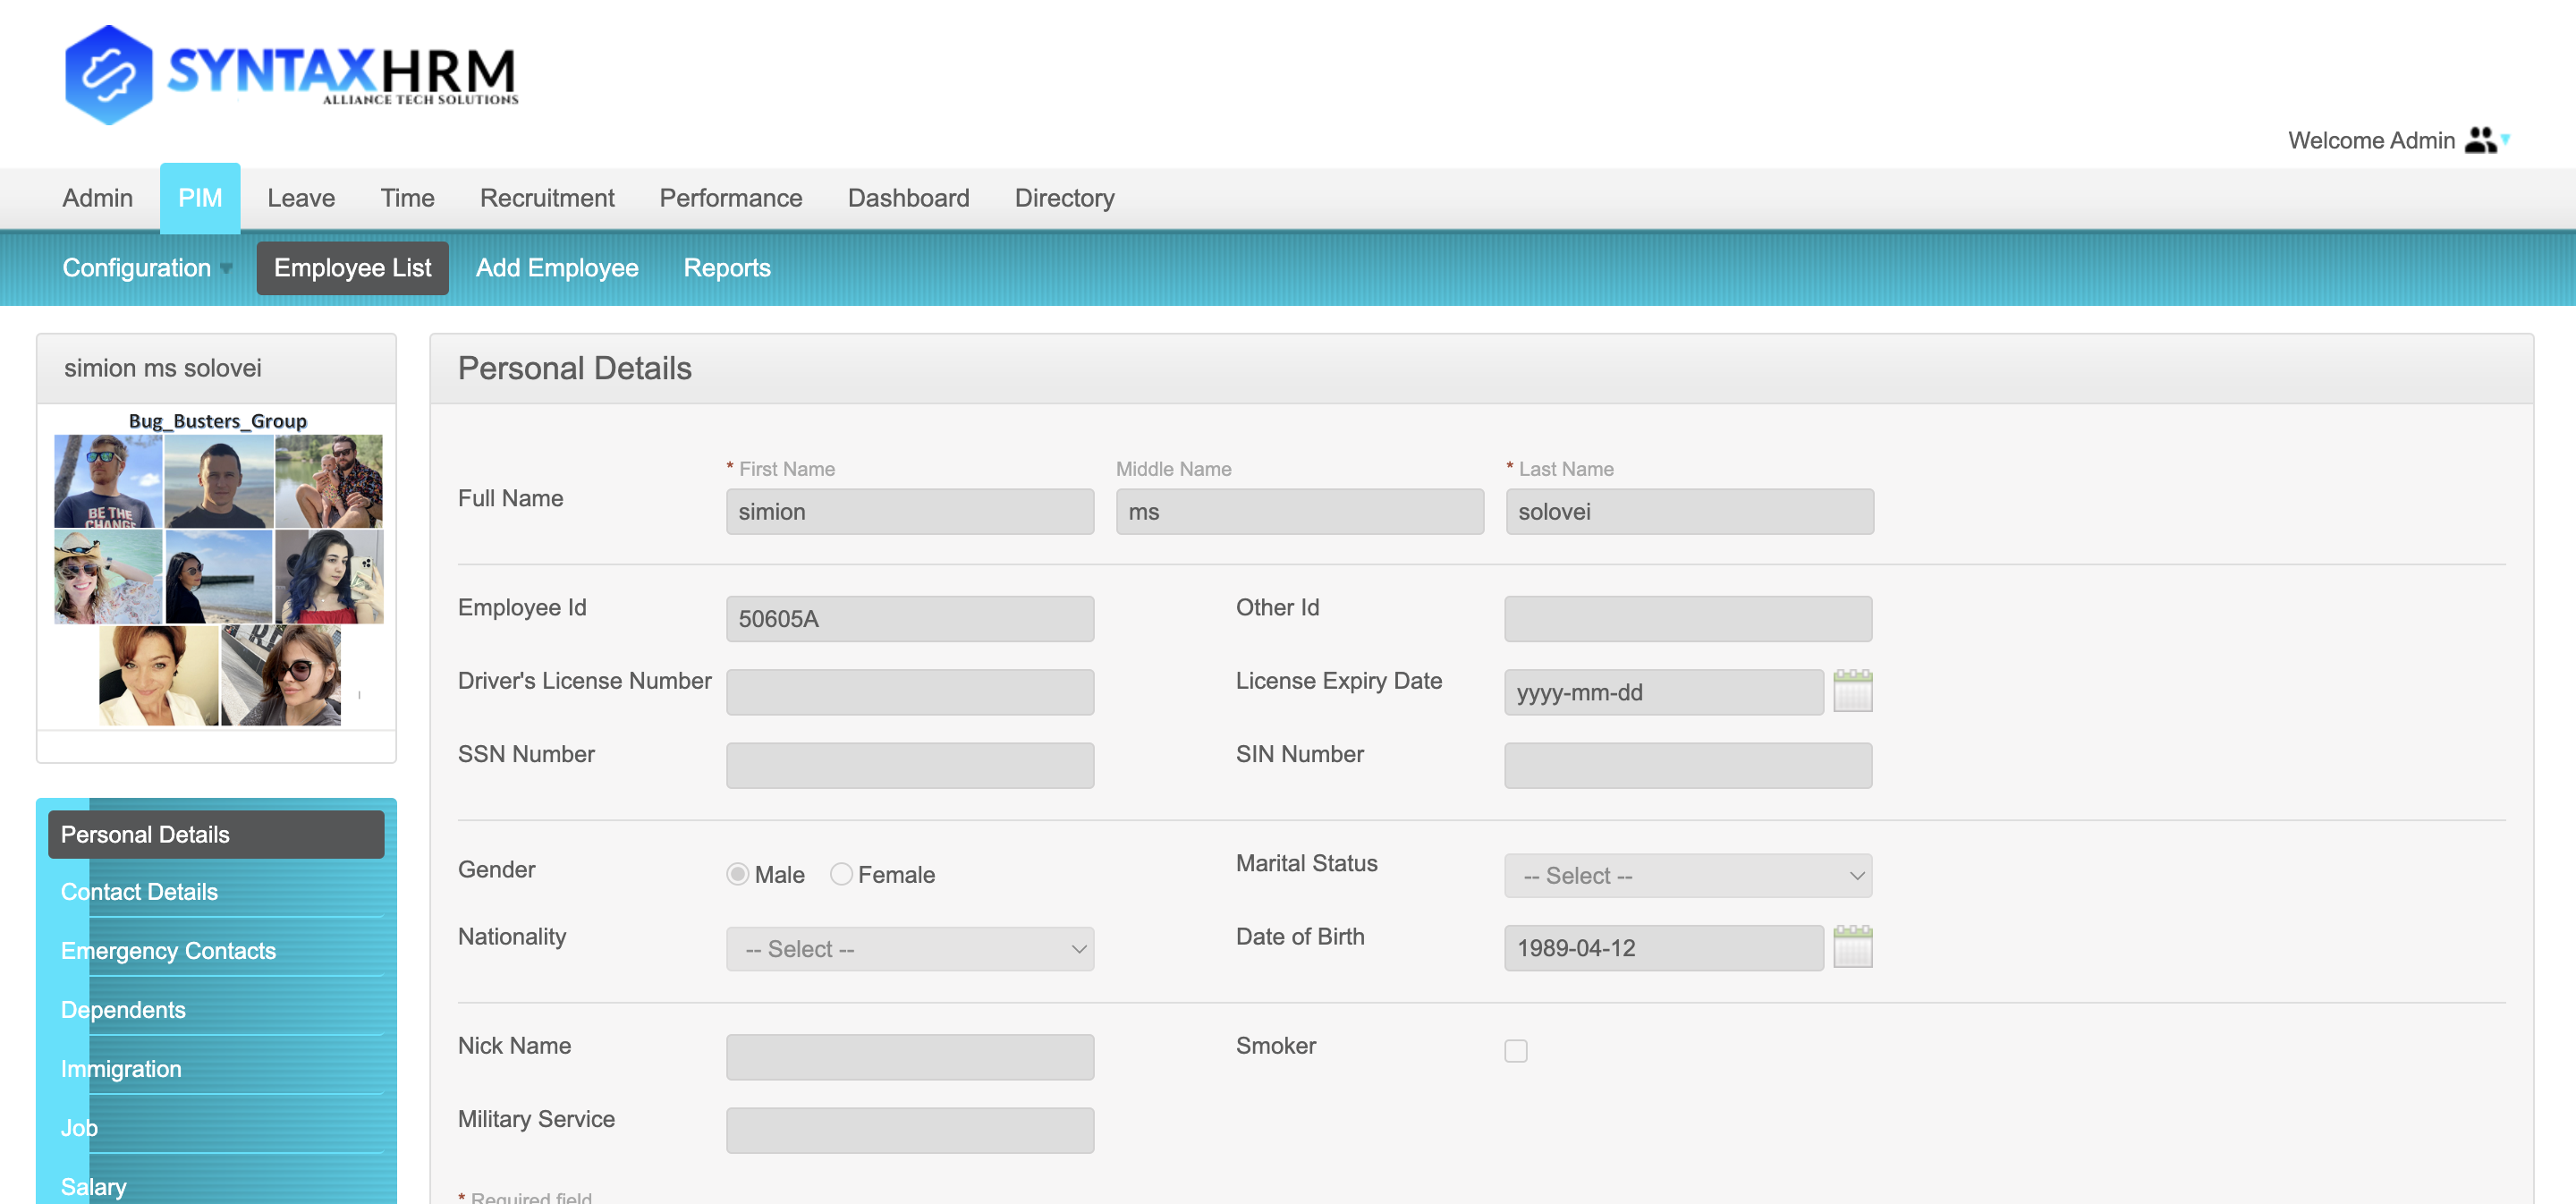 SYNTAXHRM
ALLIANCE TECH SOLUTIONS
Welcome Admin
Admin PIM Leave Time Recruitment Performance Dashboard Directory
Configuration Employee List Add Employee Reports
simion ms solovei
Bug_Busters_Group
BE THE
CHANGE
Personal Details
Contact Details
Emergency Contacts
Dependents
Immigration
Job
Salary
Personal Details
* First Name Middle Name * Last Name
Full Name simion ms solovei
Employee Id 50605A Other Id
Driver's License Number License Expiry Date yyyy-mm-dd
SSN Number SIN Number
Gender Male Female Marital Status -- Select --
Nationality -- Select -- Date of Birth 1989-04-12
Nick Name Smoker
Military Service
* Required field